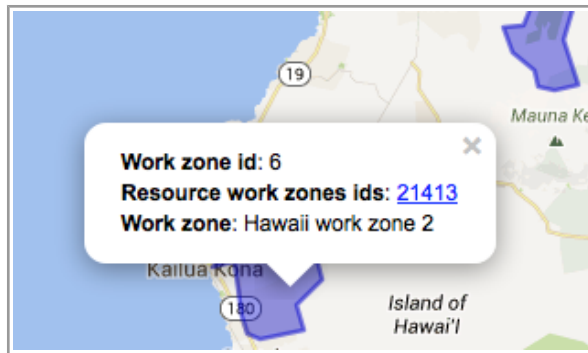 19
Mauna Ke
×
Work zone id: 6
Resource work zones ids: 21413
Work zone: Hawaii work zone 2
Kailua Kona
180
Island of
Hawai'I